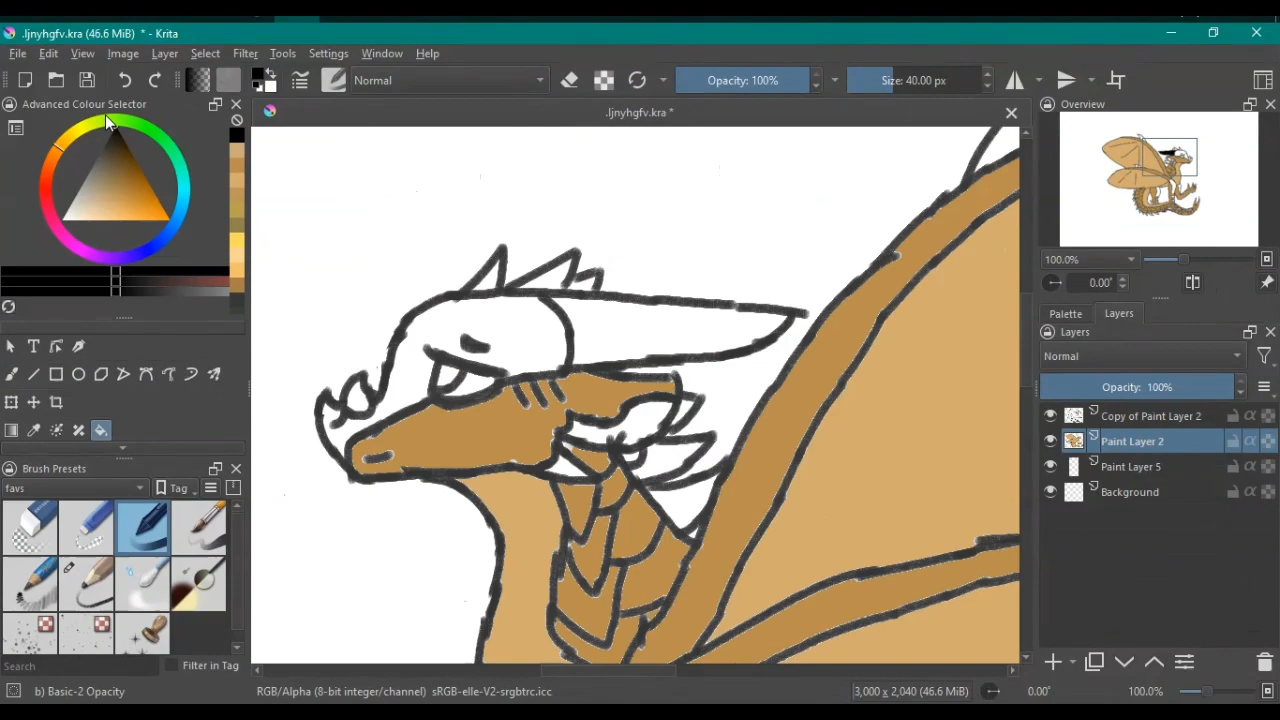 .ljnyhgfv.kra (46.6 MiB) * - Krita
File Edit View Image Layer Select Filter Tools Settings Window Help
Normal Opacity: 100% Size: 40.00 px
Advanced Colour Selector
.ljnyhgfv.kra *
Overview
100.0%
0.00°
Palette Layers
Layers
Normal
Opacity: 100%
Copy of Paint Layer 2
Paint Layer 2
Paint Layer 5
Background
T
Brush Presets
favs Tag
Search Filter in Tag
b) Basic-2 Opacity RGB/Alpha (8-bit integer/channel) sRGB-elle-V2-srgbtrc.icc 3,000 x 2,040 (46.6 MiB) 0.00° 100.0%